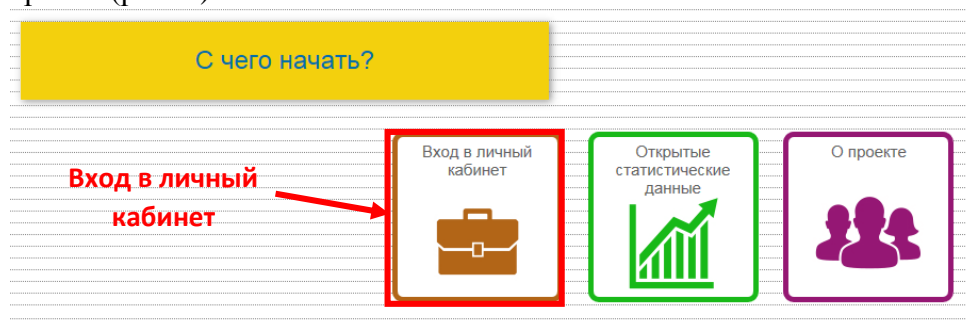 С чего начать?
Вход в личный
кабинет
Вход в личный
кабинет
Открытые
статистические
данные
О проекте